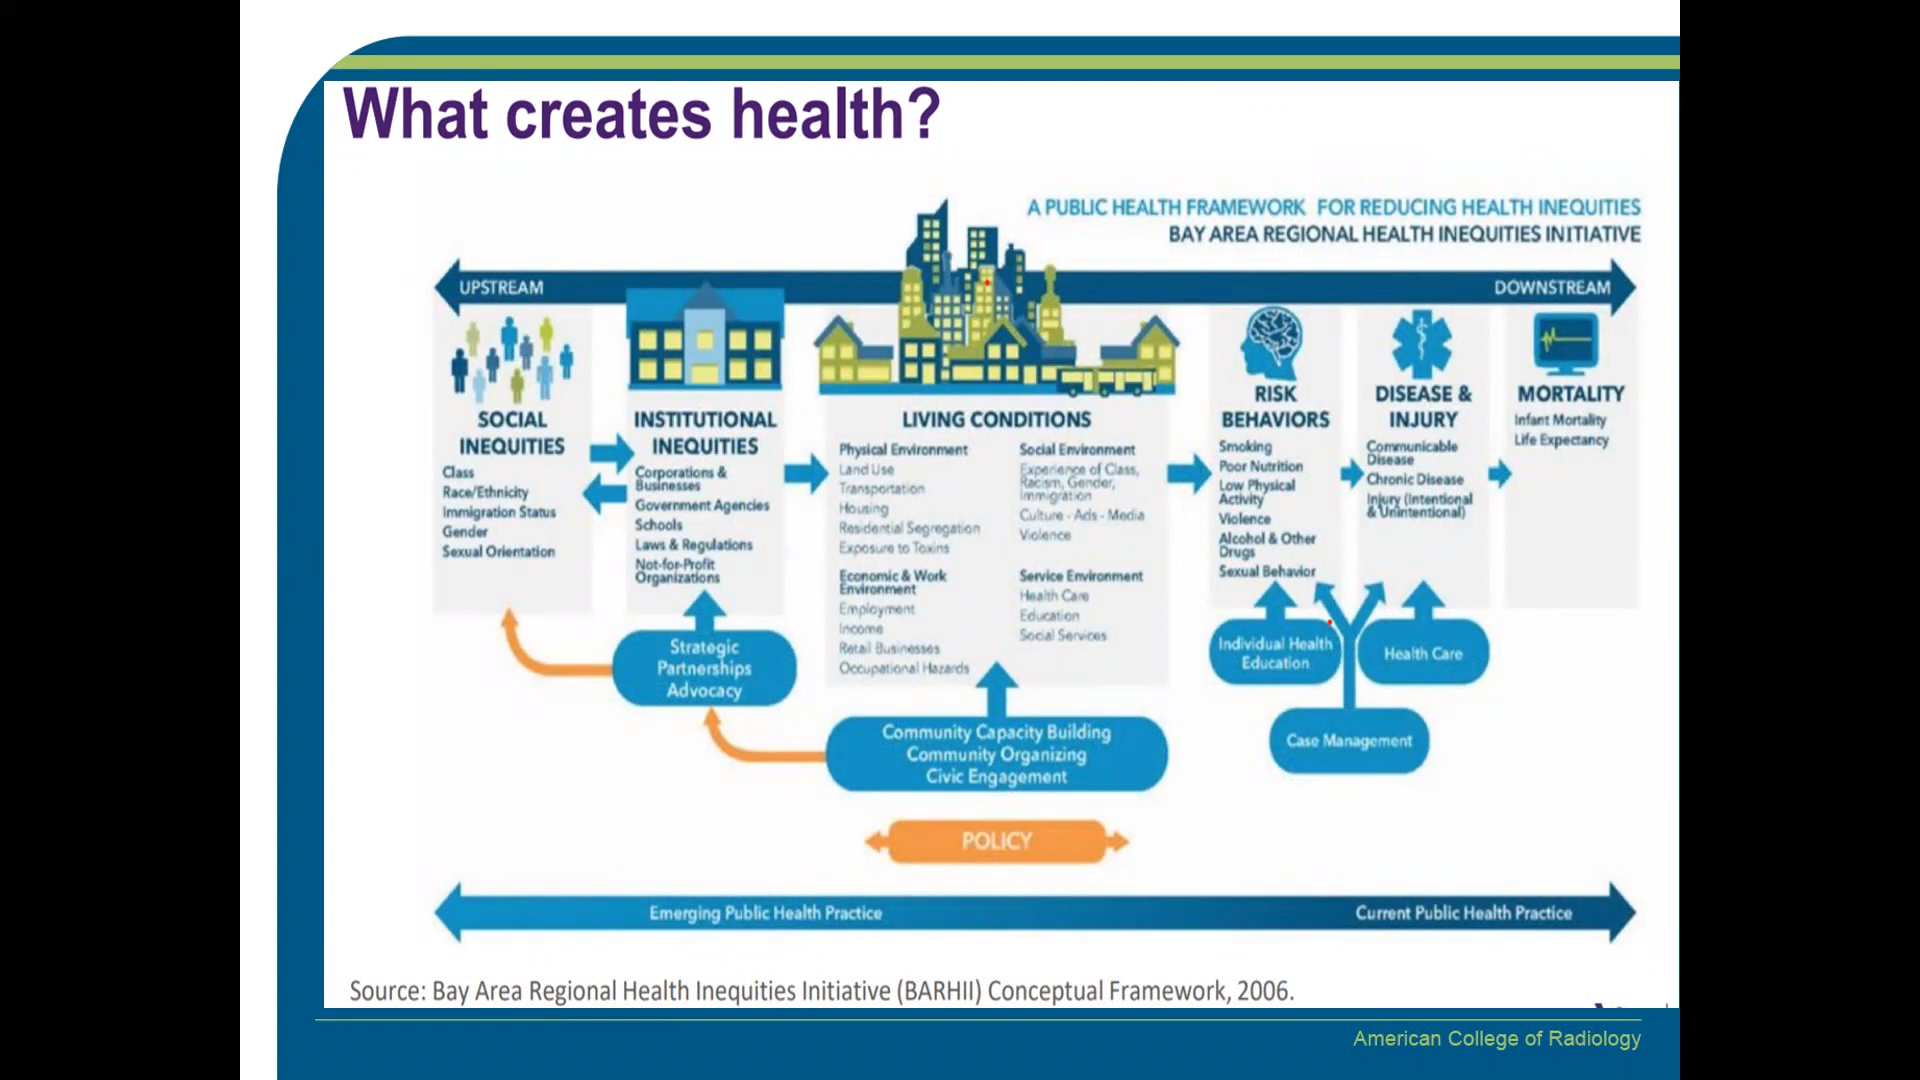 What creates health?
A PUBLIC HEALTH FRAMEWORK FOR REDUCING HEALTH INEQUITIES
BAY AREA REGIONAL HEALTH INEQUITIES INITIATIVE
UPSTREAM
DOWNSTREAM
SOCIAL
INEQUITIES
Class
Race/Ethnicity
Immigration Status
Gender
Sexual Orientation
INSTITUTIONAL
INEQUITIES
Corporations &
Businesses
Government Agencies
Schools
Laws & Regulations
Not-for-Profit
Organizations
Strategic
Partnerships
Advocacy
LIVING CONDITIONS
Physical Environment
Land Use
Transportation
Housing
Residential Segregation
Exposure to Toxins
Economic & Work
Environment
Employment
Income
Retail Businesses
Occupational Hazards
Social Environment
Experience of Class,
Racism, Gender,
Immigration
Culture - Ads - Media
Violence
Service Environment
Health Care
Education
Social Services
Community Capacity Building
Community Organizing
Civic Engagement
RISK
BEHAVIORS
Smoking
Poor Nutrition
Low Physical
Activity
Violence
Alcohol & Other
Drugs
Sexual Behavior
Individual Health
Education
DISEASE &
INJURY
Communicable
Disease
Chronic Disease
Injury (Intentional
& Unintentional)
Health Care
Case Management
MORTALITY
Infant Mortality
Life Expectancy
POLICY
Emerging Public Health Practice
Current Public Health Practice
Source: Bay Area Regional Health Inequities Initiative (BARHII) Conceptual Framework, 2006.
American College of Radiology